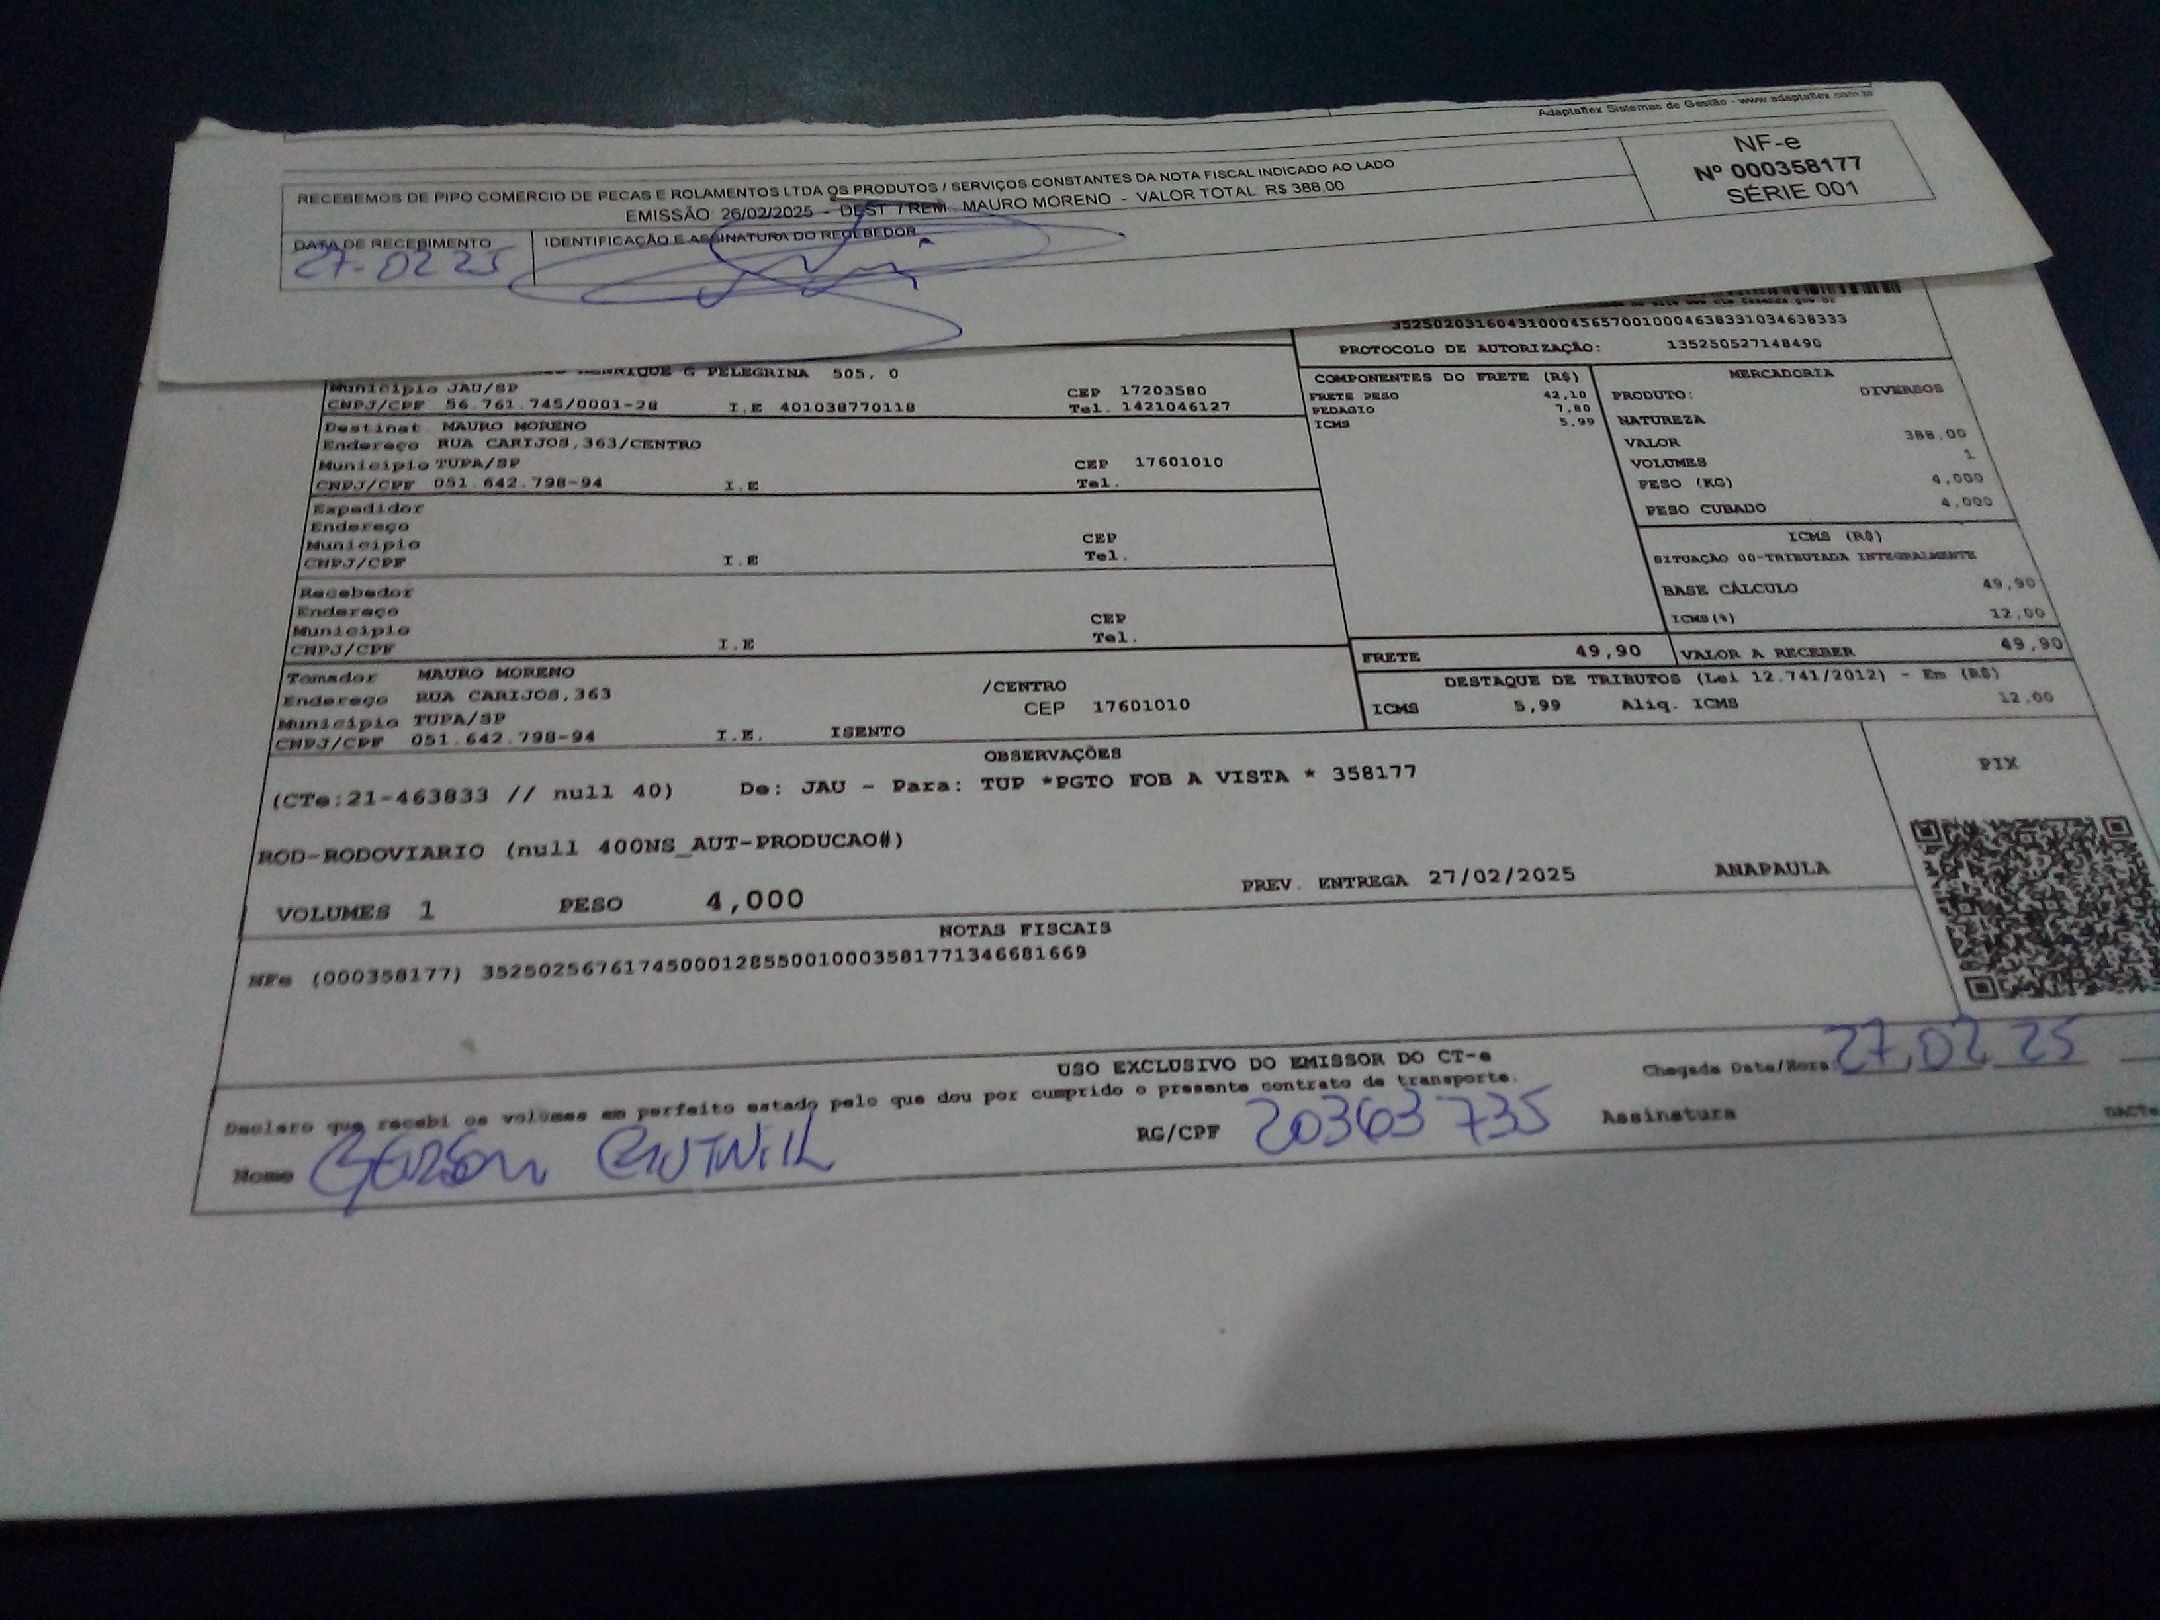 Adaptaflex Sistemas de Gestão - www.adaptaflex.com.br
RECEBEMOS DE PIPO COMERCIO DE PECAS E ROLAMENTOS LTDA OS PRODUTOS / SERVIÇOS CONSTANTES DA NOTA FISCAL INDICADO AO LADO
EMISSÃO 26/02/2025 - DEST / REM MAURO MORENO - VALOR TOTAL R$ 388.00
NF-e
Nº 000358177
SÉRIE 001
DATA DE RECEBIMENTO
27-02 25
IDENTIFICAÇÃO E ASSINATURA DO RECEBEDOR
35250203160431000456570010004638331034638333
PROTOCOLO DE AUTORIZAÇÃO: 135250527148490
HENRIQUE G PELEGRINA 505, 0
Município JAU/SP CEP 17203580
CNPJ/CPF 56.761.745/0001-28 I.E 401038770118 Tel. 1421046127
Destinat. MAURO MORENO
Endereço RUA CARIJOS,363/CENTRO
Município TUPA/SP CEP 17601010
CNPJ/CPF 051.642.798-94 I.E Tel.
Expedidor
Endereço
Município CEP
CNPJ/CPF I.E Tel.
Recebedor
Endereço
Município CEP
CNPJ/CPF I.E Tel.
Tomador MAURO MORENO
Endereço RUA CARIJOS,363 /CENTRO
Município TUPA/SP CEP 17601010
CNPJ/CPF 051.642.798-94 I.E. ISENTO
COMPONENTES DO FRETE (R$)
FRETE PESO 42,10
PEDAGIO 7,80
ICMS 5,99
MERCADORIA
PRODUTO: DIVERSOS
NATUREZA
VALOR 388,00
VOLUMES 1
PESO (KG) 4,000
PESO CUBADO 4,000
ICMS (R$)
SITUAÇÃO 00-TRIBUTADA INTEGRALMENTE
BASE CÁLCULO 49,90
ICMS(%) 12,00
FRETE 49,90 VALOR A RECEBER 49,90
DESTAQUE DE TRIBUTOS (Lei 12.741/2012) - Em (R$)
ICMS 5,99 Aliq. ICMS 12,00
OBSERVAÇÕES
(CTe:21-463833 // null 40) De: JAU - Para: TUP *PGTO FOB A VISTA * 358177
ROD-RODOVIARIO (null 400NS_AUT-PRODUCAO#)
VOLUMES 1 PESO 4,000 PREV. ENTREGA 27/02/2025 ANAPAULA
PIX
NOTAS FISCAIS
NFe (000358177) 35250256761745000128550010003581771346681669
USO EXCLUSIVO DO EMISSOR DO CT-e
Declaro que recebi os volumes em perfeito estado pelo que dou por cumprido o presente contrato de transporte.
Chegada Data/Hora 27,02 25
Nome RG/CPF 20363735 Assinatura